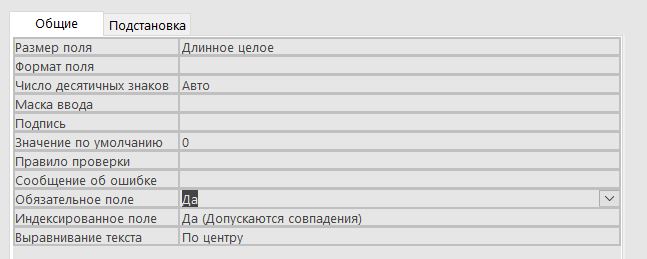 Общие Подстановка
Размер поля Длинное целое
Формат поля
Число десятичных знаков Авто
Маска ввода
Подпись
Значение по умолчанию 0
Правило проверки
Сообщение об ошибке
Обязательное поле Да
Индексированное поле Да (Допускаются совпадения)
Выравнивание текста По центру